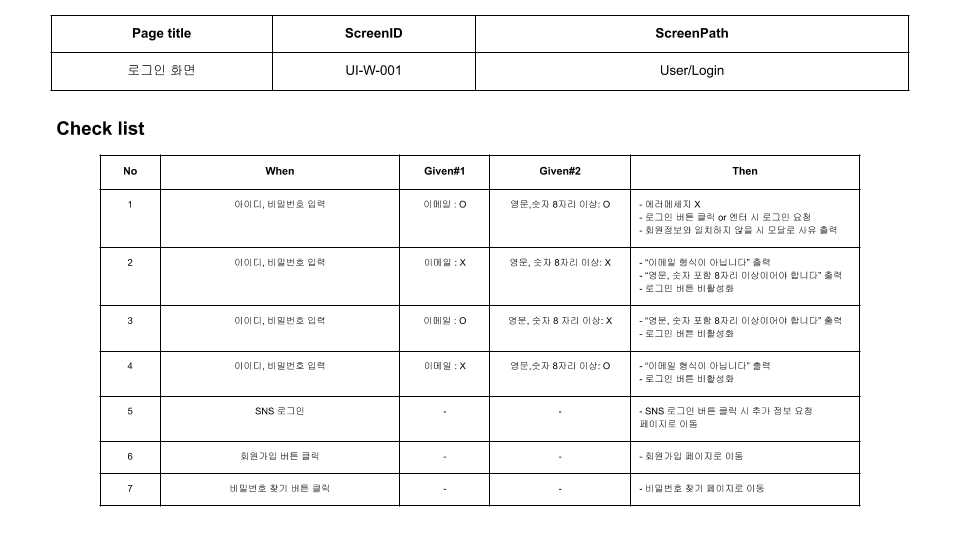 Page title ScreenID ScreenPath
로그인 화면 UI-W-001 User/Login
Check list
No When Given#1 Given#2 Then
1 아이디, 비밀번호 입력 이메일 : O 영문,숫자 8자리 이상: O - 에러메세지 X
- 로그인 버튼 클릭 or 엔터 시 로그인 요청
- 회원정보와 일치하지 않을 시 모달로 사유 출력
2 아이디, 비밀번호 입력 이메일 : X 영문, 숫자 8자리 이상: X - “이메일 형식이 아닙니다” 출력
- “영문, 숫자 포함 8자리 이상이어야 합니다” 출력
- 로그인 버튼 비활성화
3 아이디, 비밀번호 입력 이메일 : O 영문, 숫자 8 자리 이상: X - “영문, 숫자 포함 8자리 이상이어야 합니다” 출력
- 로그인 버튼 비활성화
4 아이디, 비밀번호 입력 이메일 : X 영문,숫자 8자리 이상: O - “이메일 형식이 아닙니다” 출력
- 로그인 버튼 비활성화
5 SNS 로그인 - - - SNS 로그인 버튼 클릭 시 추가 정보 요청
페이지로 이동
6 회원가입 버튼 클릭 - - - 회원가입 페이지로 이동
7 비밀번호 찾기 버튼 클릭 - - - 비밀번호 찾기 페이지로 이동